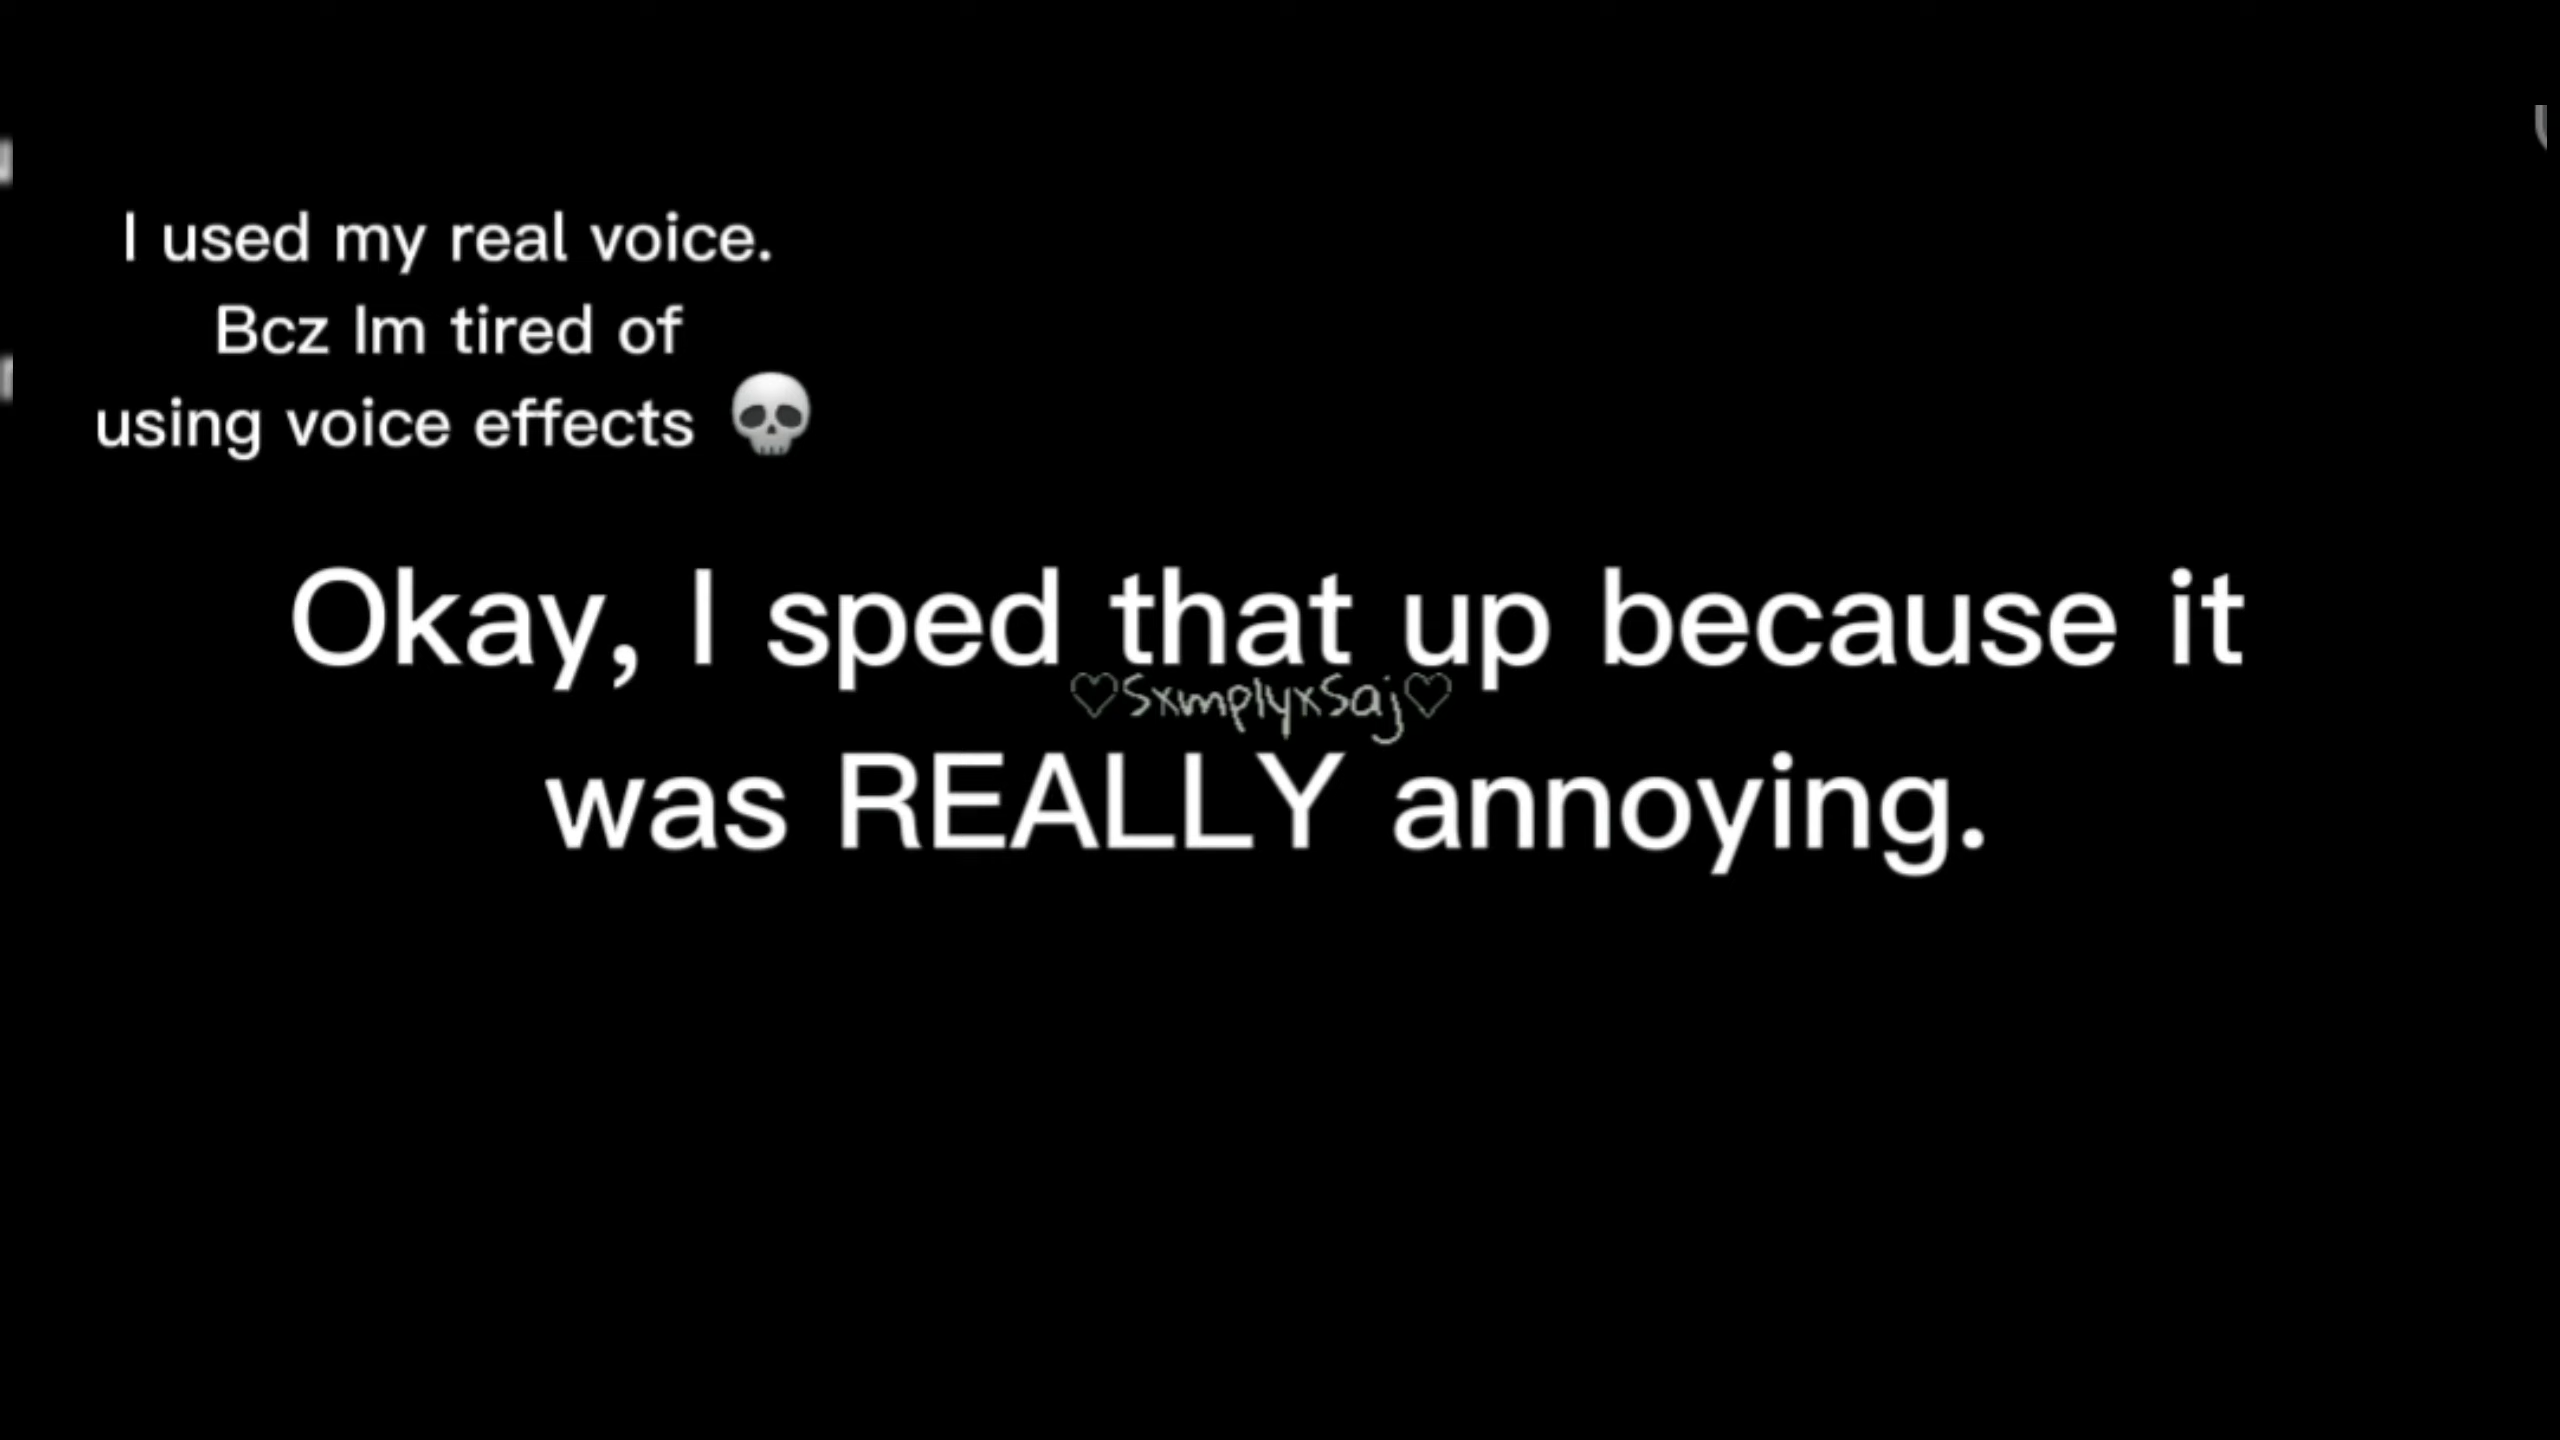 I used my real voice.
Bcz Im tired of
using voice effects 💀
Okay, I sped that up because it
♡SxmplyxSaj♡
was REALLY annoying.